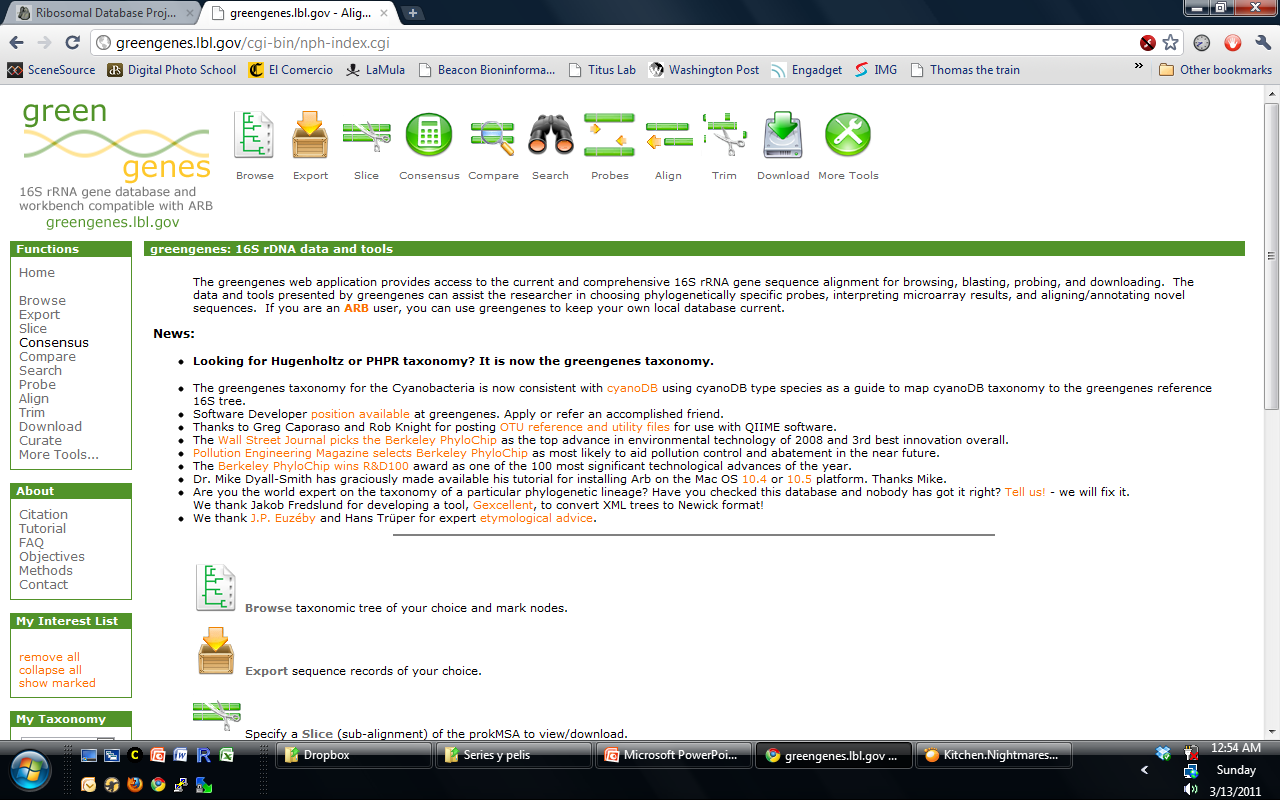 Ribosomal Database Proj...
greengenes.lbl.gov - Alig...
greengenes.lbl.gov/cgi-bin/nph-index.cgi
SceneSource Digital Photo School El Comercio LaMula Beacon Bioninforma... Titus Lab Washington Post Engadget IMG Thomas the train » Other bookmarks
green
genes
16S rRNA gene database and
workbench compatible with ARB
greengenes.lbl.gov
Browse Export Slice Consensus Compare Search Probes Align Trim Download More Tools
Functions
Home
Browse
Export
Slice
Consensus
Compare
Search
Probe
Align
Trim
Download
Curate
More Tools...
About
Citation
Tutorial
FAQ
Objectives
Methods
Contact
My Interest List
remove all
collapse all
show marked
My Taxonomy
greengenes: 16S rDNA data and tools
The greengenes web application provides access to the current and comprehensive 16S rRNA gene sequence alignment for browsing, blasting, probing, and downloading. The
data and tools presented by greengenes can assist the researcher in choosing phylogenetically specific probes, interpreting microarray results, and aligning/annotating novel
sequences. If you are an ARB user, you can use greengenes to keep your own local database current.
News:
• Looking for Hugenholtz or PHPR taxonomy? It is now the greengenes taxonomy.
• The greengenes taxonomy for the Cyanobacteria is now consistent with cyanoDB using cyanoDB type species as a guide to map cyanoDB taxonomy to the greengenes reference
16S tree.
• Software Developer position available at greengenes. Apply or refer an accomplished friend.
• Thanks to Greg Caporaso and Rob Knight for posting OTU reference and utility files for use with QIIME software.
• The Wall Street Journal picks the Berkeley PhyloChip as the top advance in environmental technology of 2008 and 3rd best innovation overall.
• Pollution Engineering Magazine selects Berkeley PhyloChip as most likely to aid pollution control and abatement in the near future.
• The Berkeley PhyloChip wins R&D100 award as one of the 100 most significant technological advances of the year.
• Dr. Mike Dyall-Smith has graciously made available his tutorial for installing Arb on the Mac OS 10.4 or 10.5 platform. Thanks Mike.
• Are you the world expert on the taxonomy of a particular phylogenetic lineage? Have you checked this database and nobody has got it right? Tell us! - we will fix it.
We thank Jakob Fredslund for developing a tool, Gexcellent, to convert XML trees to Newick format!
• We thank J.P. Euzéby and Hans Trüper for expert etymological advice.
Browse taxonomic tree of your choice and mark nodes.
Export sequence records of your choice.
Specify a Slice (sub-alignment) of the prokMSA to view/download.
Dropbox Series y pelis Microsoft PowerPoi... greengenes.lbl.gov ... Kitchen.Nightmares...
12:54 AM
Sunday
3/13/2011